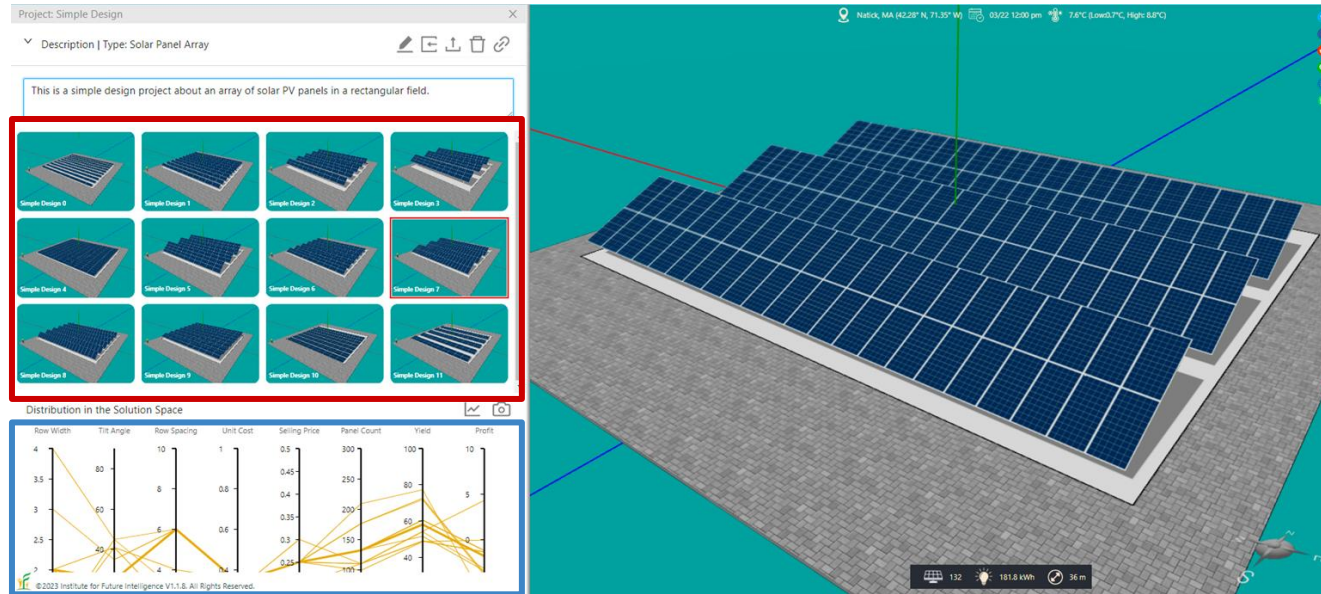 Project: Simple Design
Natick, MA (42.28° N, 71.35° W) 03/22 12:00 pm 7.6°C (Low:0.7°C, High: 8.8°C)
Description | Type: Solar Panel Array
This is a simple design project about an array of solar PV panels in a rectangular field.
Simple Design 0 Simple Design 1 Simple Design 2 Simple Design 3
Simple Design 4 Simple Design 5 Simple Design 6 Simple Design 7
Simple Design 8 Simple Design 9 Simple Design 10 Simple Design 11
Distribution in the Solution Space
Row Width Tilt Angle Row Spacing Unit Cost Selling Price Panel Count Yield Profit
4 10 1 0.5 300 100 10
80 0.45
3.5 8 0.8 250 80 5
0.4
3 6 0.6 200 60
0.35
2.5 40 0.3 150 0
2 4 0.4 0.25 100 40
©2023 Institute for Future Intelligence V1.1.8. All Rights Reserved.
132 181.8 kWh 36 m
S